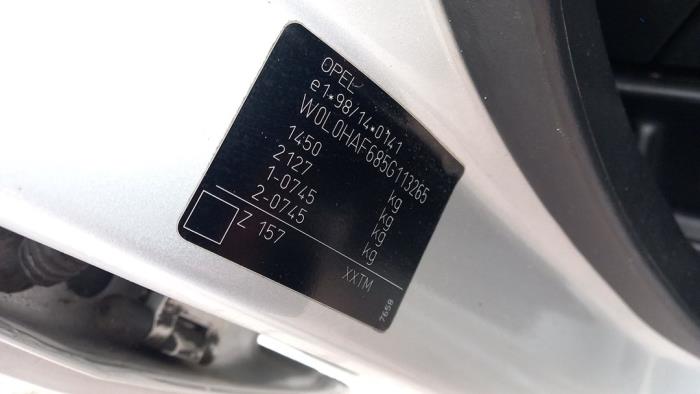 OPEL
e1*98/14*0141
W0L0HAF685G113265
1450 kg
2127 kg
1-0745 kg
2-0745 kg
Z 157 XXTM
7658